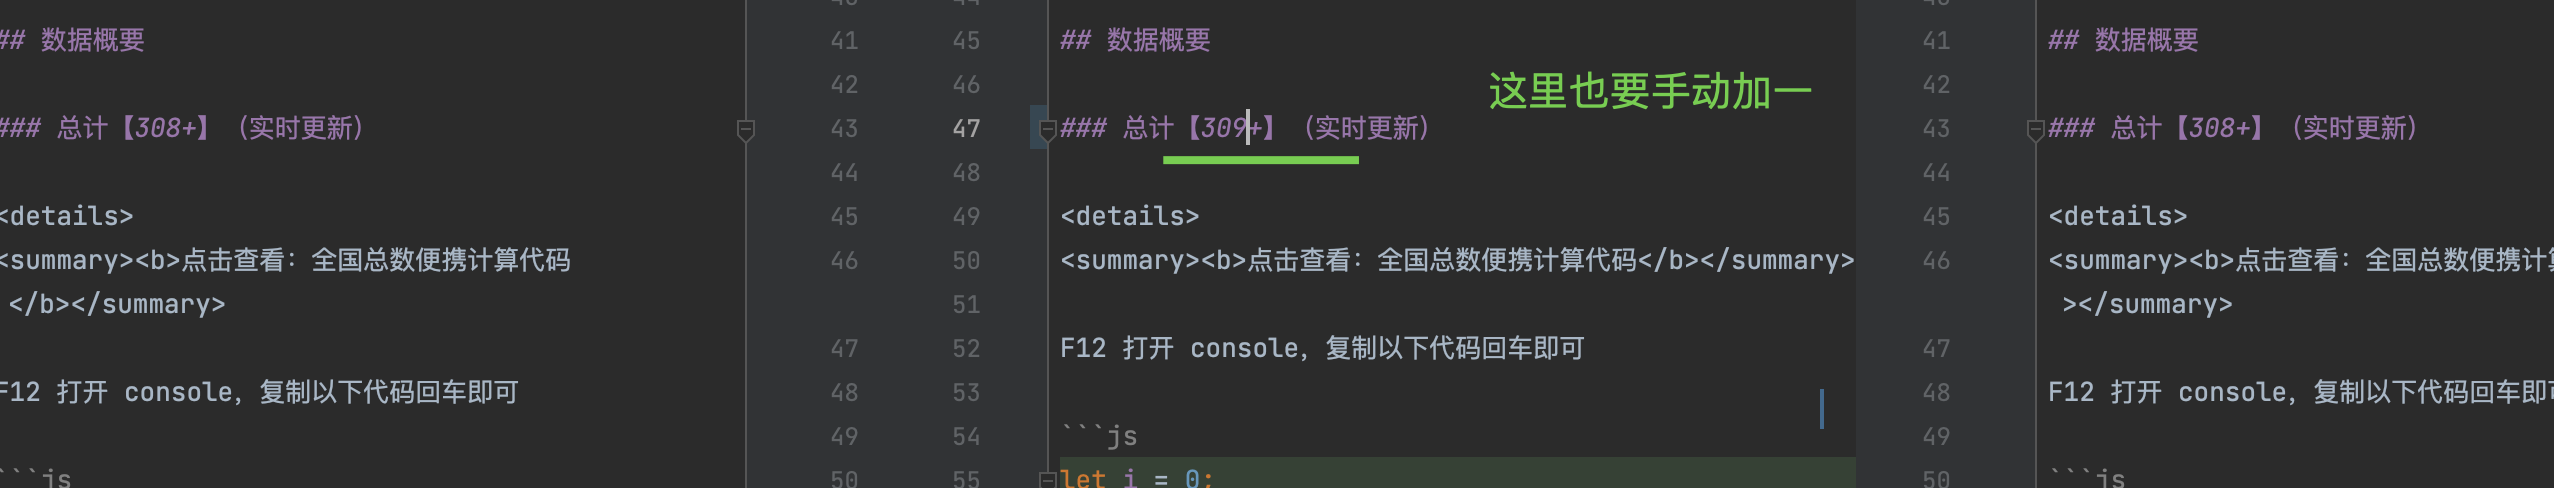 ## 数据概要
### 总计【308+】（实时更新）
<details>
<summary><b>点击查看：全国总数便携计算代码
</b></summary>
F12 打开 console，复制以下代码回车即可
```js
41 45
42 46
43 47
44 48
45 49
46 50
51
47 52
48 53
49 54
50 55
## 数据概要
这里也要手动加一
### 总计【309+】（实时更新）
<details>
<summary><b>点击查看：全国总数便携计算代码</b></summary>
F12 打开 console，复制以下代码回车即可
```js
let i = 0;
41
42
43
44
45
46
47
48
49
50
## 数据概要
### 总计【308+】（实时更新）
<details>
<summary><b>点击查看：全国总数便携计
></summary>
F12 打开 console，复制以下代码回车即
```js